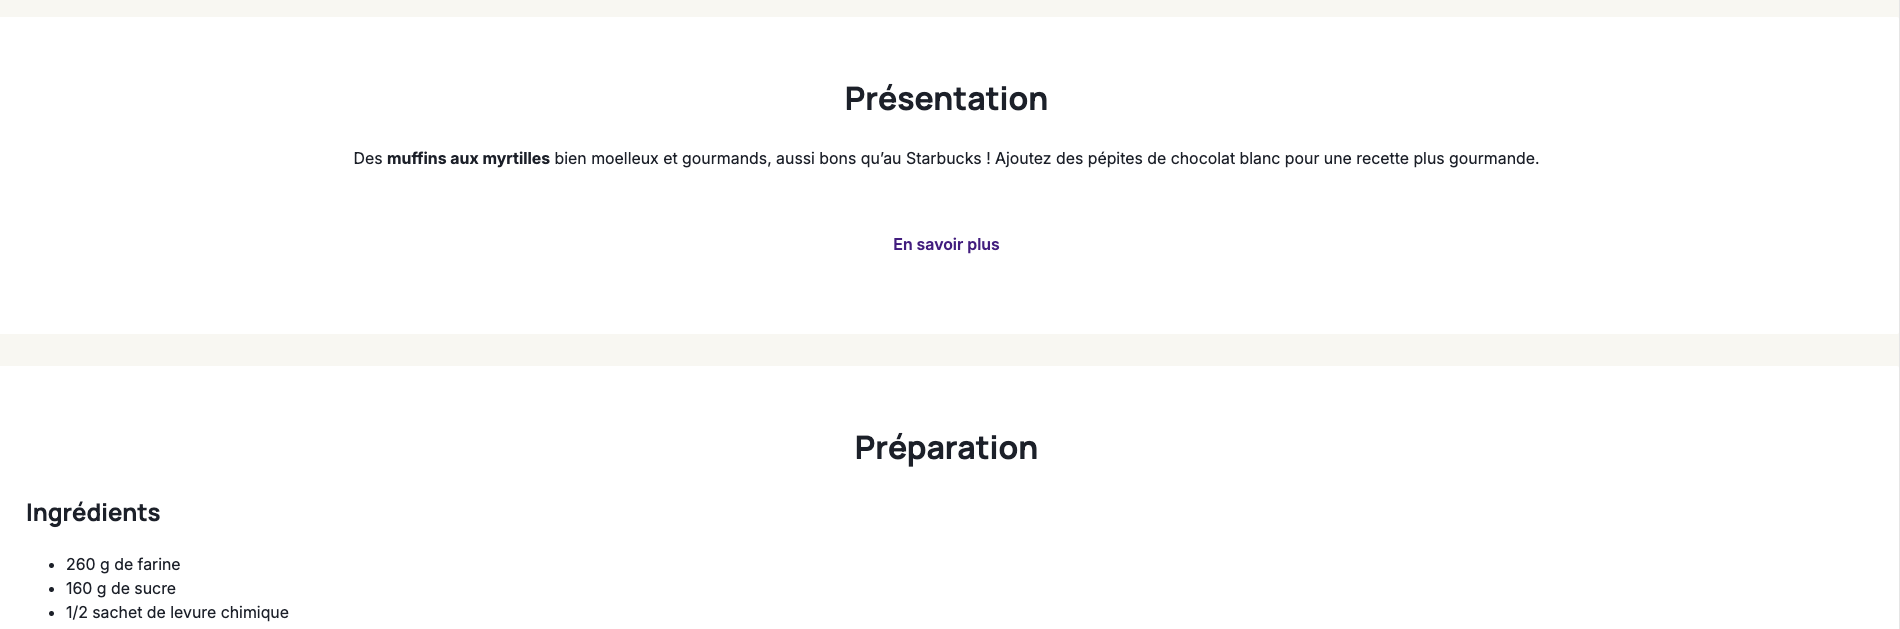 Présentation
Des muffins aux myrtilles bien moelleux et gourmands, aussi bons qu’au Starbucks ! Ajoutez des pépites de chocolat blanc pour une recette plus gourmande.
En savoir plus
Préparation
Ingrédients
• 260 g de farine
• 160 g de sucre
• 1/2 sachet de levure chimique